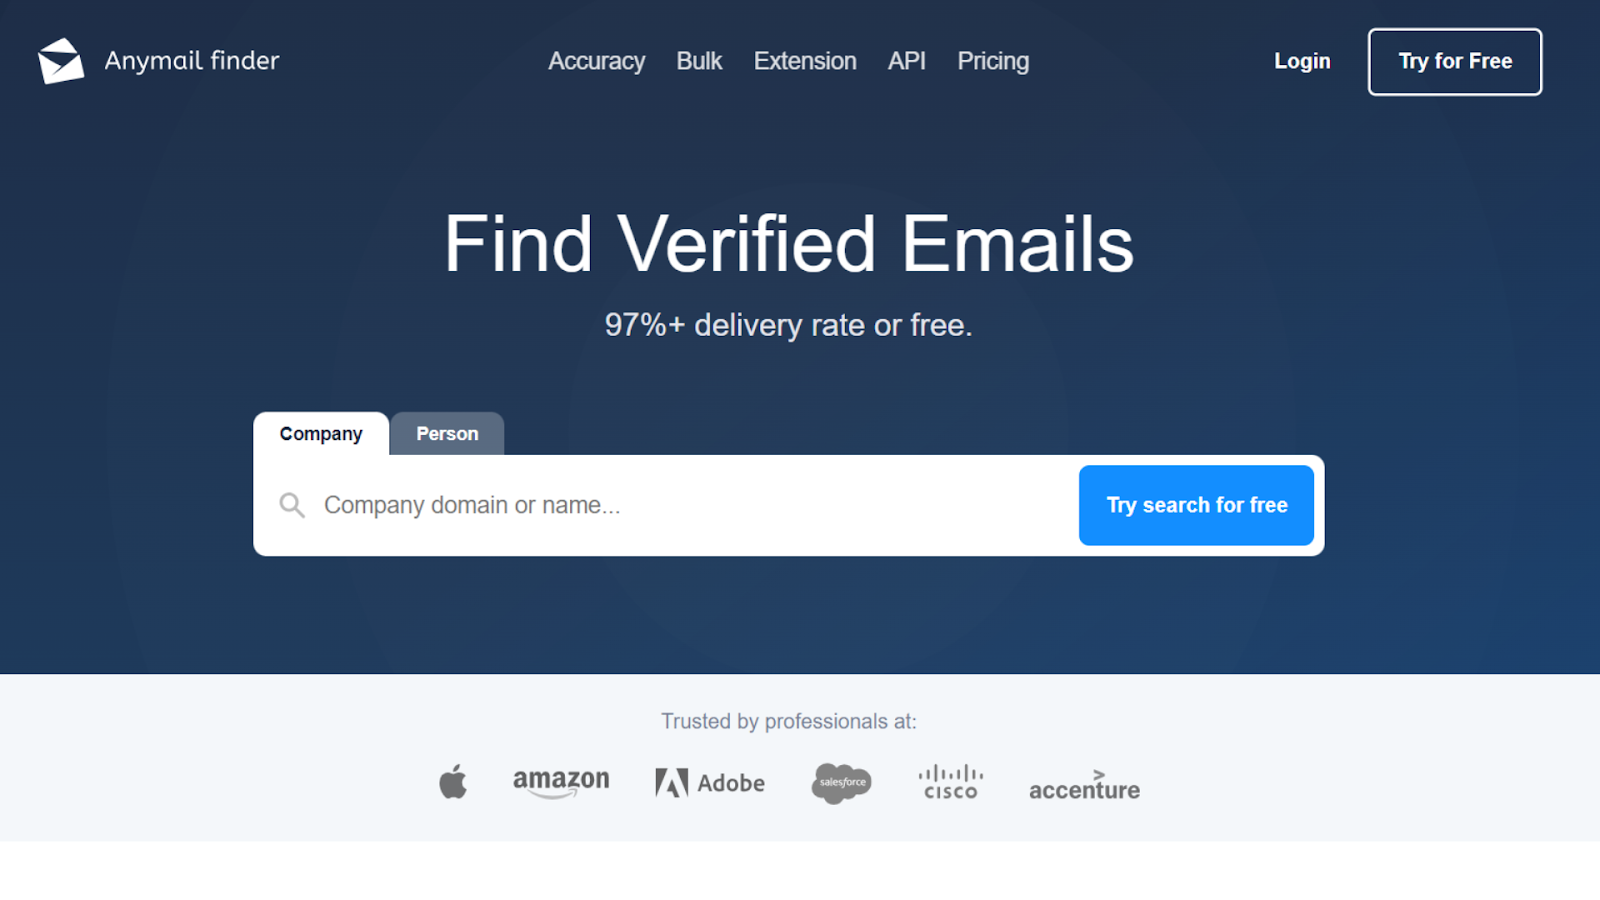 Anymail finder
Accuracy Bulk Extension API Pricing
Login
Try for Free
Find Verified Emails
97%+ delivery rate or free.
Company Person
Company domain or name...
Try search for free
Trusted by professionals at:
amazon Adobe salesforce cisco accenture